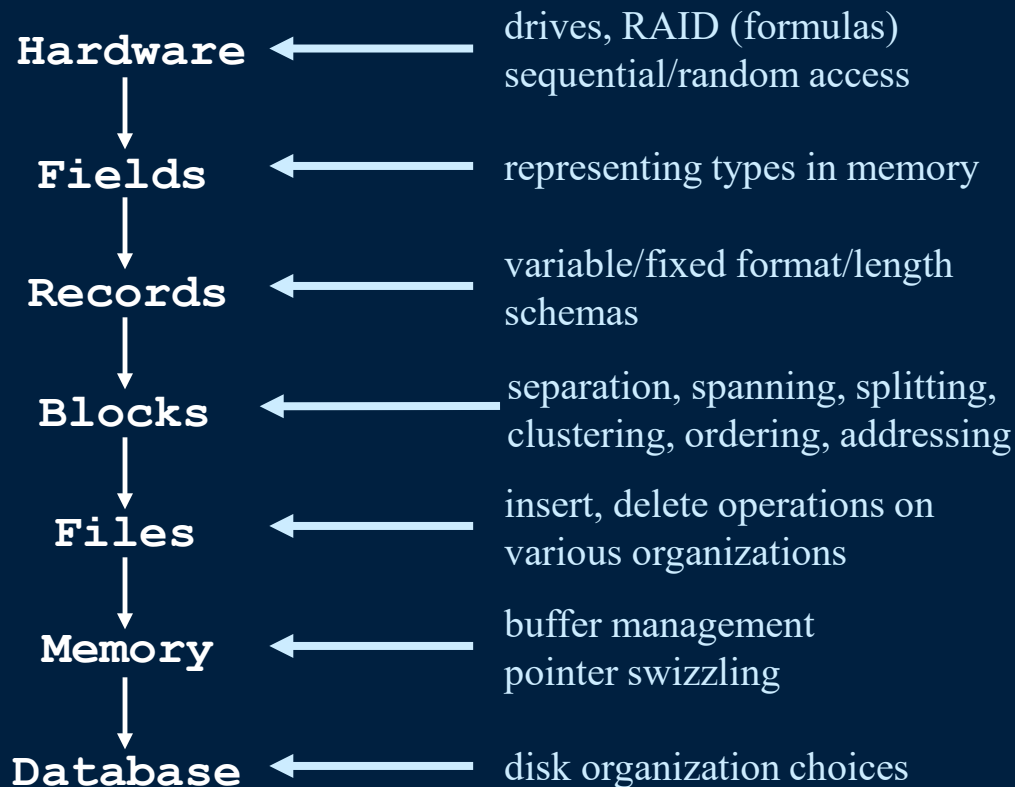 Hardware
drives, RAID (formulas)
sequential/random access
Fields
representing types in memory
Records
variable/fixed format/length
schemas
Blocks
separation, spanning, splitting,
clustering, ordering, addressing
Files
insert, delete operations on
various organizations
Memory
buffer management
pointer swizzling
Database
disk organization choices